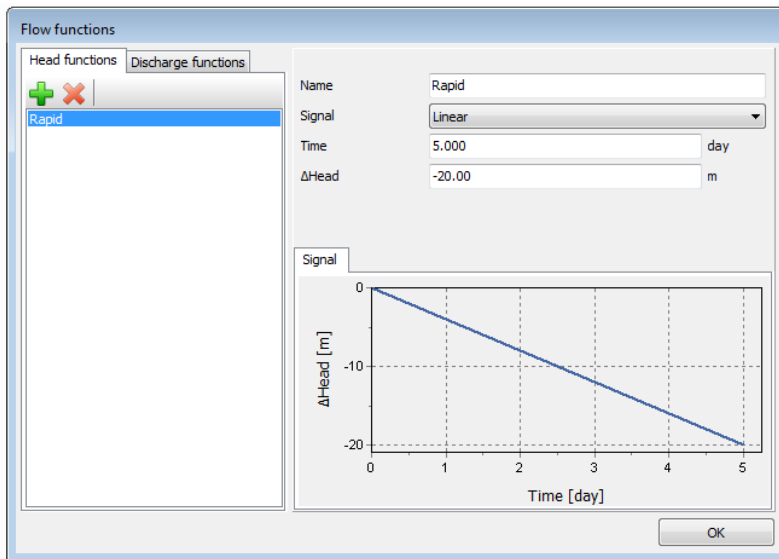 Flow functions
Head functions Discharge functions
Rapid
Name Rapid
Signal Linear
Time 5.000 day
ΔHead -20.00 m
Signal
0
-10
-20
ΔHead [m]
0 1 2 3 4 5
Time [day]
OK